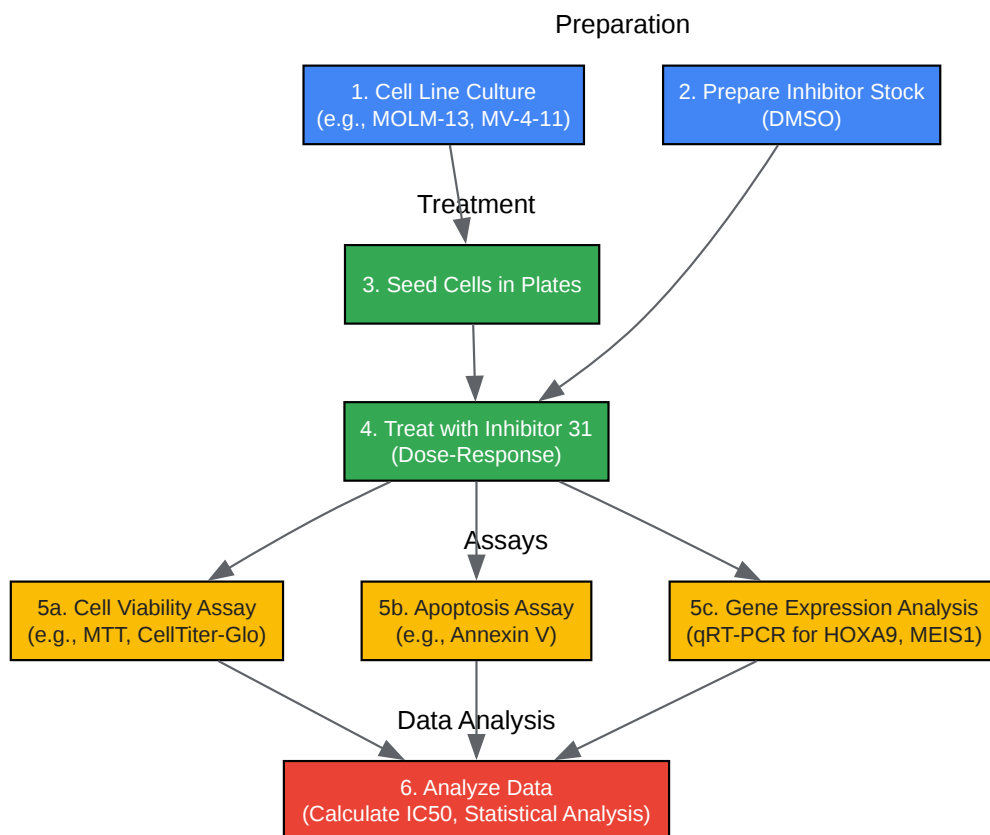 Preparation
1. Cell Line Culture
(e.g., MOLM-13, MV-4-11)
2. Prepare Inhibitor Stock
(DMSO)
Treatment
3. Seed Cells in Plates
4. Treat with Inhibitor 31
(Dose-Response)
Assays
5a. Cell Viability Assay
(e.g., MTT, CellTiter-Glo)
5b. Apoptosis Assay
(e.g., Annexin V)
5c. Gene Expression Analysis
(qRT-PCR for HOXA9, MEIS1)
Data Analysis
6. Analyze Data
(Calculate IC50, Statistical Analysis)